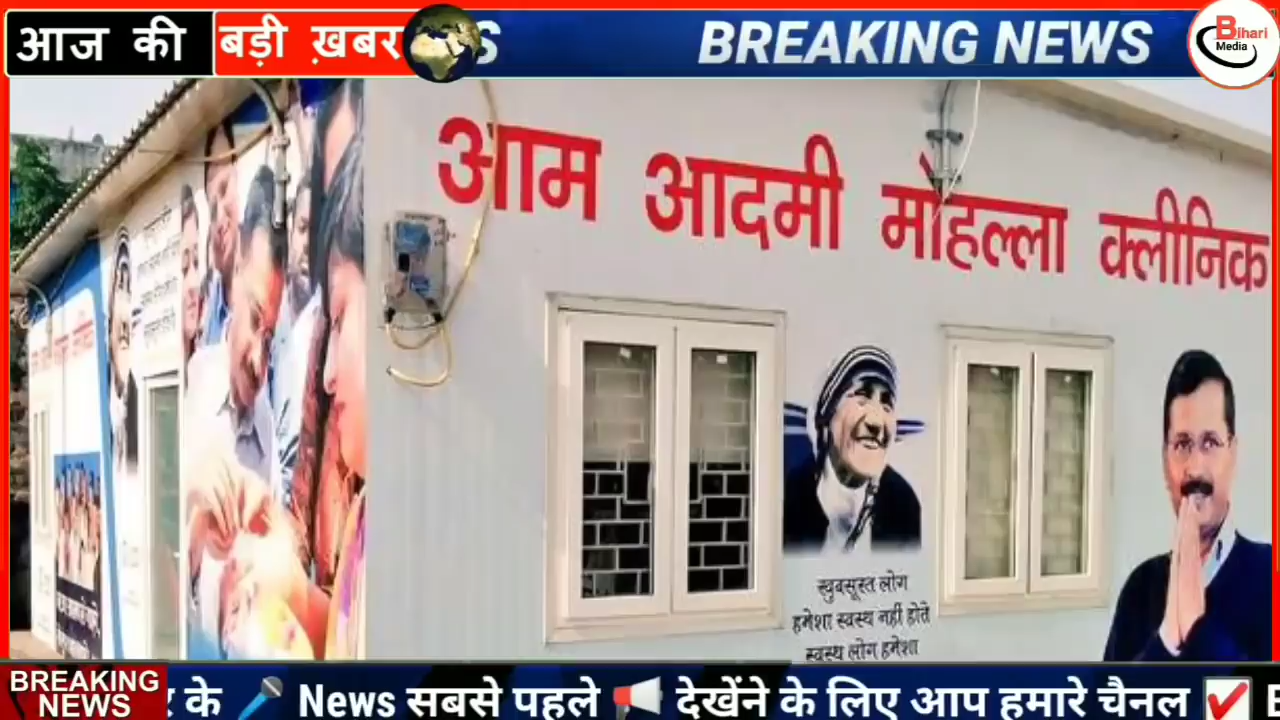 आज की
बड़ी ख़बर
S
BREAKING NEWS
Bihari
Media
आम आदमी मोहल्ला क्लीनिक
खुबसूरत लोग
हमेशा स्वस्थ नहीं होते
स्वस्थ लोग हमेशा
BREAKING
NEWS
र के 🎤 News सबसे पहले 📢 देखेंने के लिए आप हमारे चैनल ✅ B